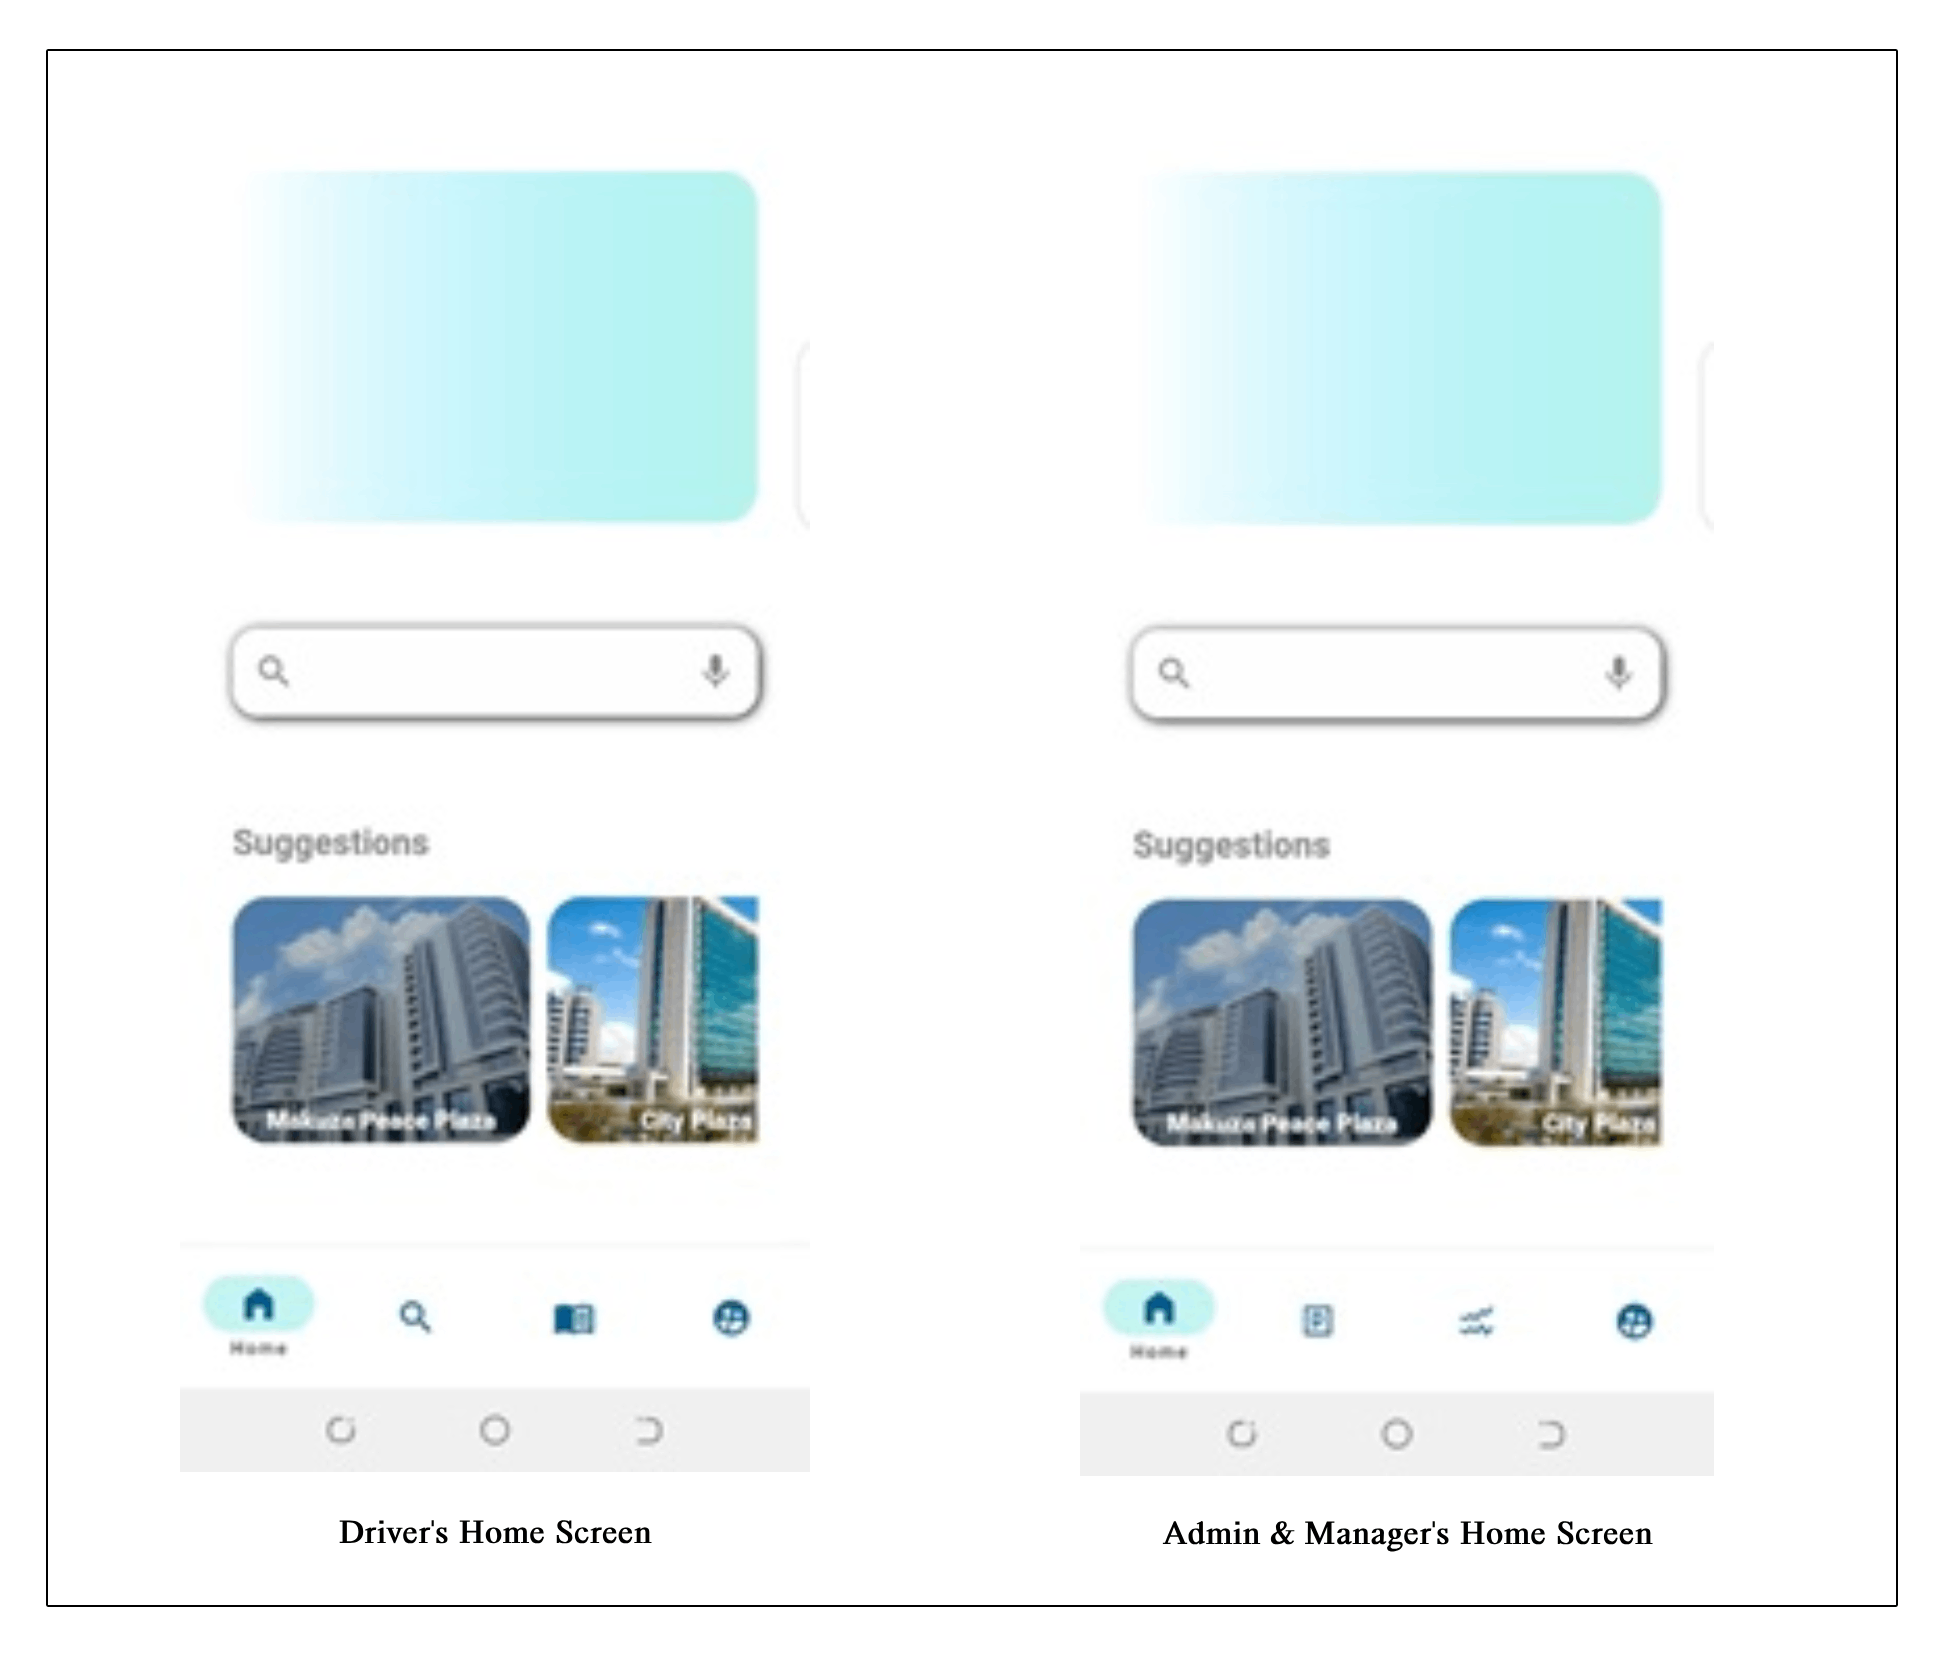 Suggestions
Makuza Peace Plaza
City Plaza
Home
Driver's Home Screen
Suggestions
Makuza Peace Plaza
City Plaza
P
Home
Admin & Manager's Home Screen